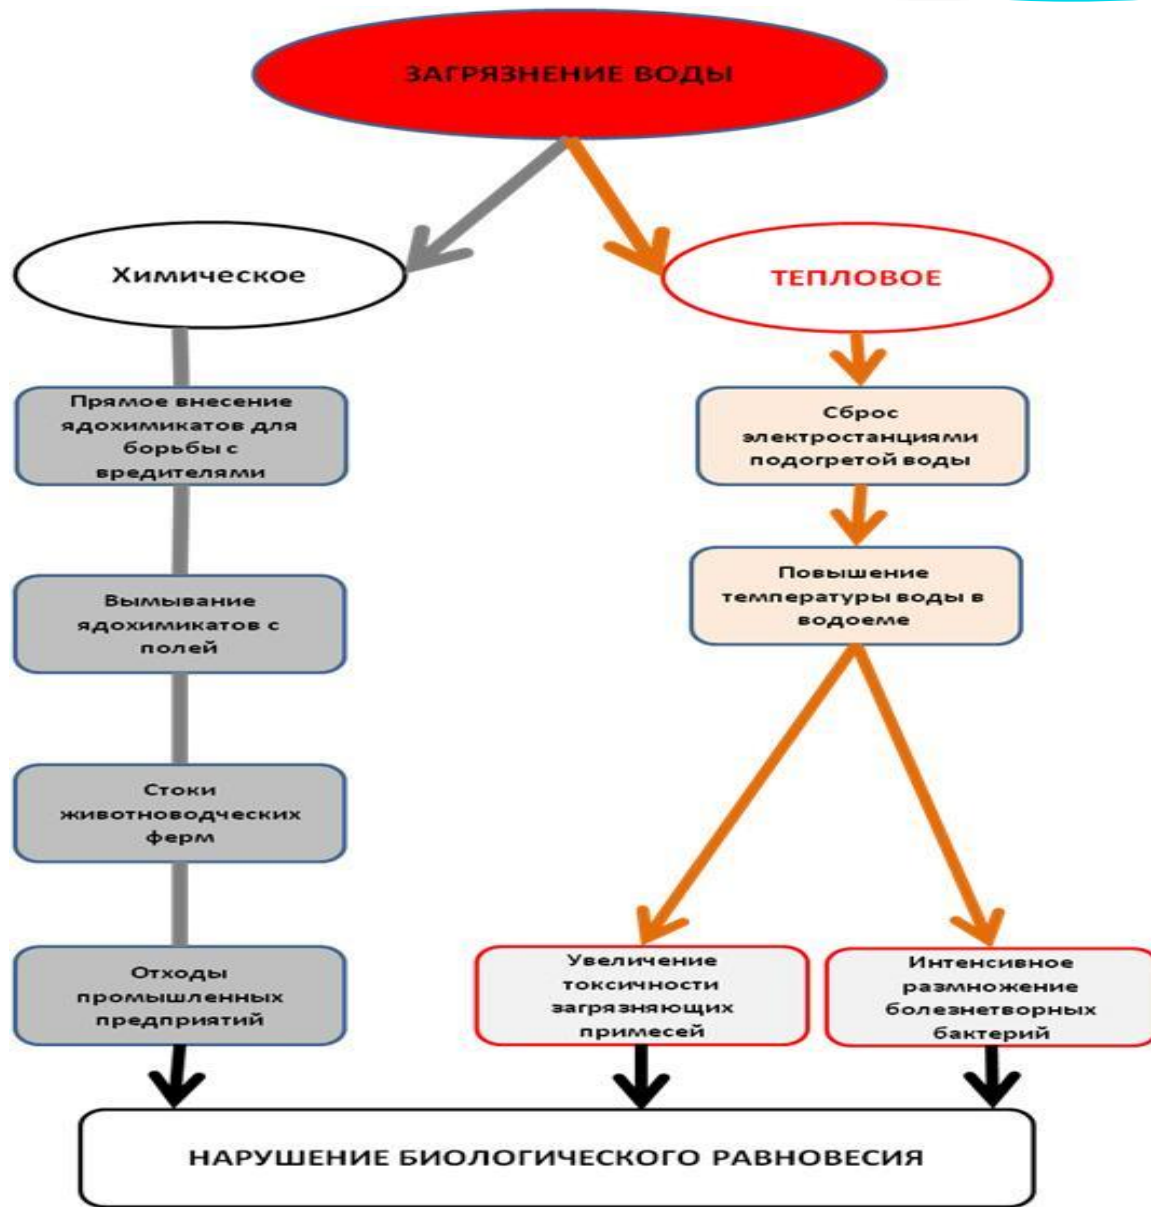 ЗАГРЯЗНЕНИЕ ВОДЫ
Химическое
ТЕПЛОВОЕ
Прямое внесение
ядохимикатов для
борьбы с
вредителями
Сброс
электростанциями
подогретой воды
Вымывание
ядохимикатов с
полей
Повышение
температуры воды в
водоеме
Стоки
животноводческих
ферм
Отходы
промышленных
предприятий
Увеличение
токсичности
загрязняющих
примесей
Интенсивное
размножение
болезнетворных
бактерий
НАРУШЕНИЕ БИОЛОГИЧЕСКОГО РАВНОВЕСИЯ